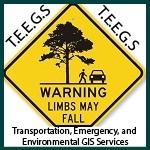 T.E.E.G.S
T.E.E.G.S
WARNING
LIMBS MAY
FALL
Transportation, Emergency, and
Environmental GIS Services